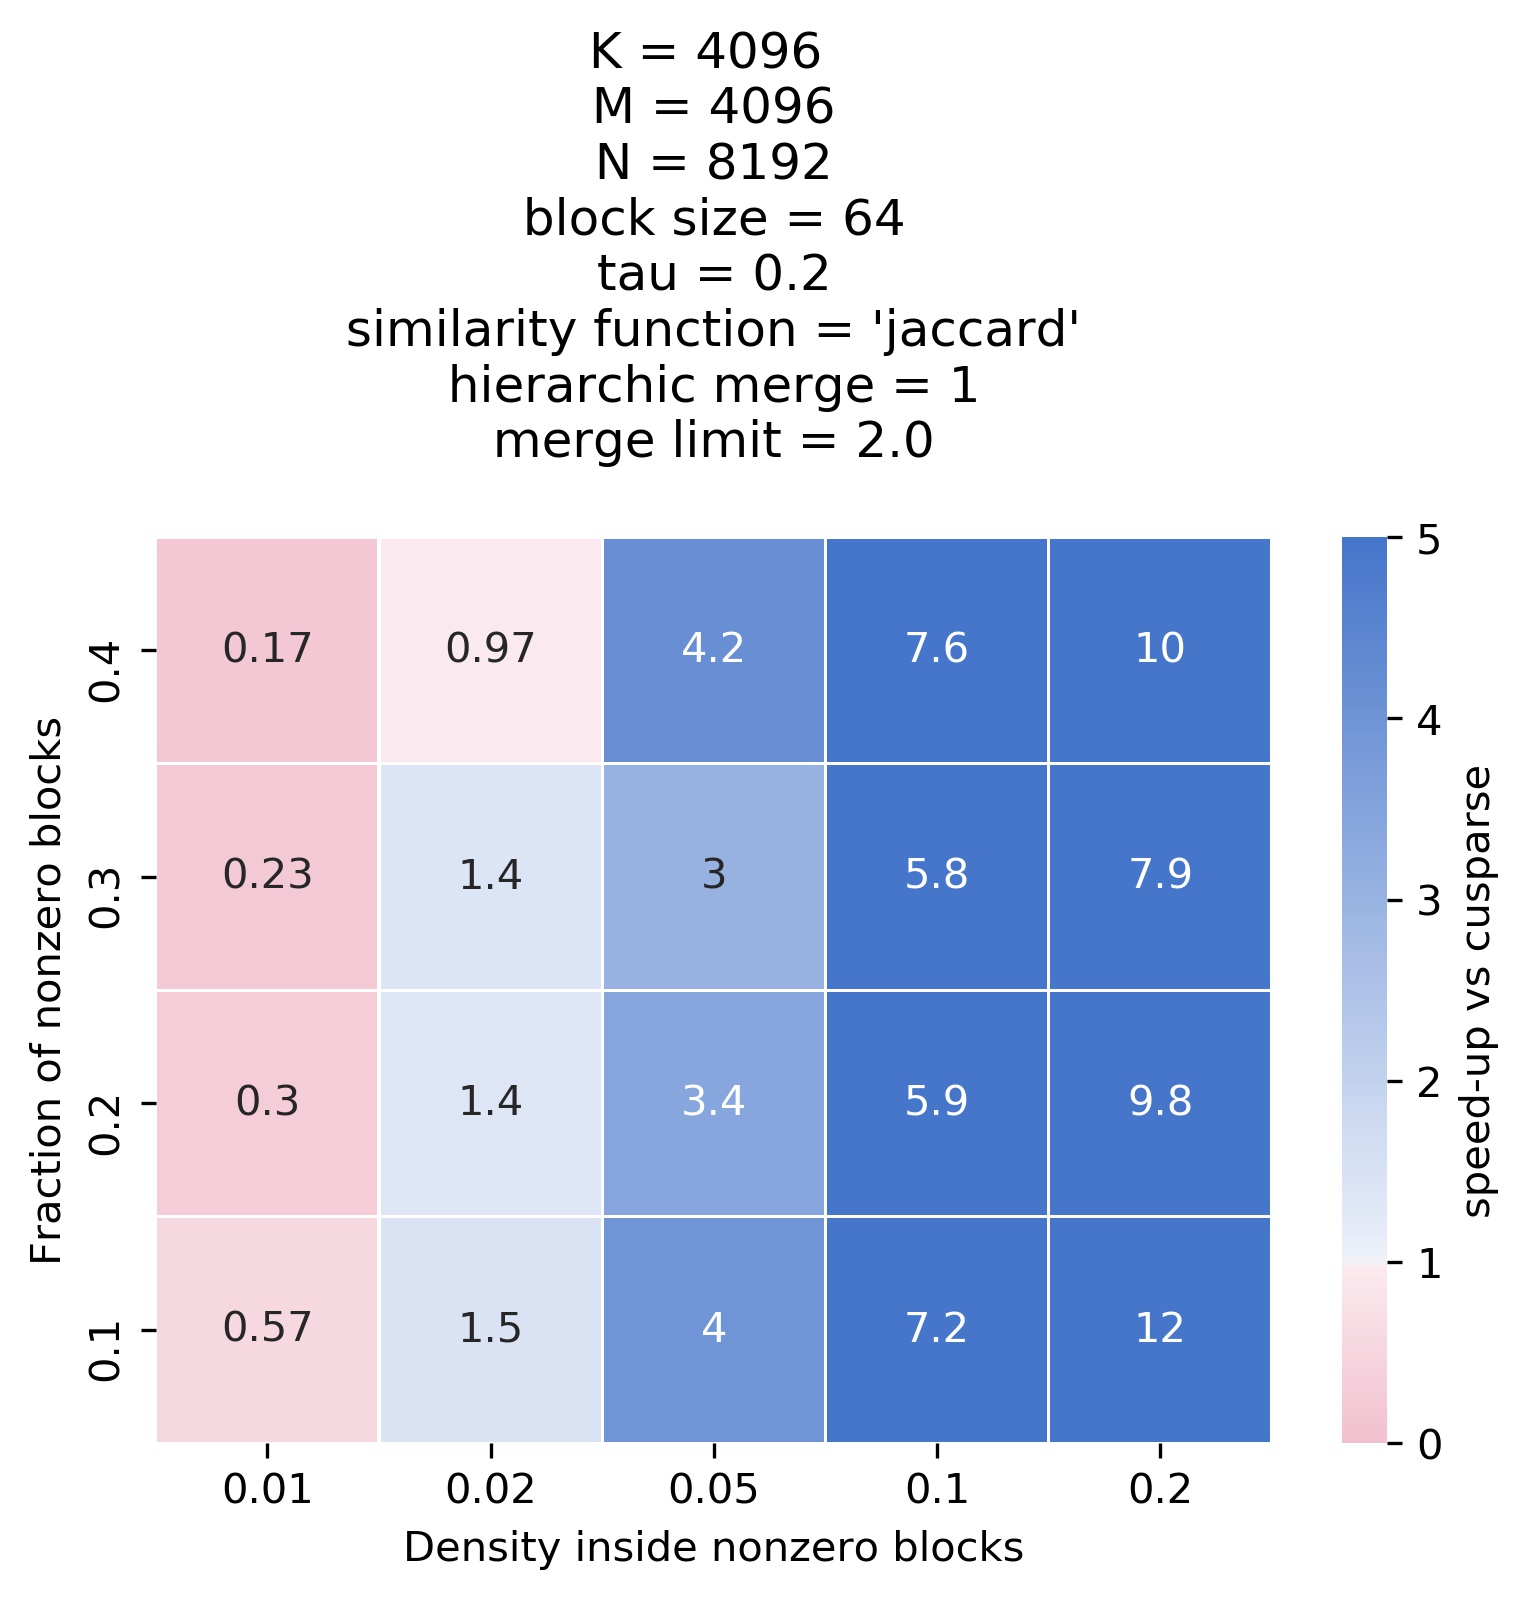 K = 4096
M = 4096
N = 8192
block size = 64
tau = 0.2
similarity function = 'jaccard'
hierarchic merge = 1
merge limit = 2.0
Fraction of nonzero blocks
0.4 0.17 0.97 4.2 7.6 10
0.3 0.23 1.4 3 5.8 7.9
0.2 0.3 1.4 3.4 5.9 9.8
0.1 0.57 1.5 4 7.2 12
0.01 0.02 0.05 0.1 0.2
Density inside nonzero blocks
5
4
3
2
1
0
speed-up vs cusparse